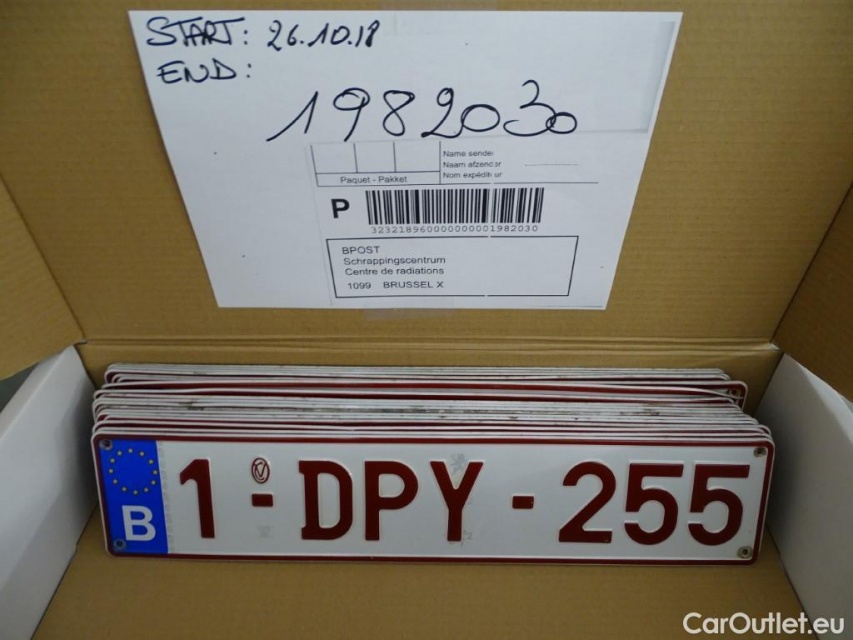 START: 26.10.18
END:
1982030
Name sender
Naam afzender
Nom expéditeur
Paquet - Pakket
P
32321896000000001982030
BPOST
Schrappingscentrum
Centre de radiations
1099 BRUSSEL X
B 1-DPY-255
CarOutlet.eu